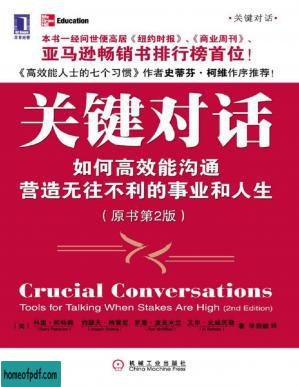 Education
关键对话
本书一经问世便高居《纽约时报》、《商业周刊》、
亚马逊畅销书排行榜首位！
《高效能人士的七个习惯》作者史蒂芬·柯维作序推荐！
关键对话
如何高效能沟通
营造无往不利的事业和人生
（原书第2版）
Crucial Conversations
Tools for Talking When Stakes Are High (2nd Edition)
机械工业出版社
homeofpdf.com